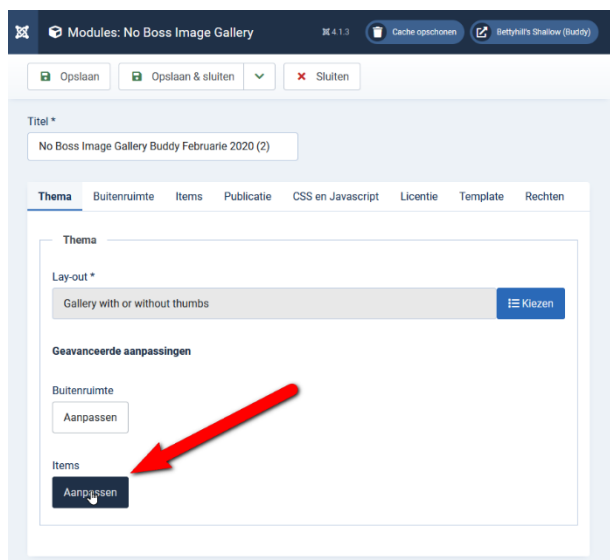 Modules: No Boss Image Gallery
4.1.3
Cache opschonen
Bettyhill's Shallow (Buddy)
Opslaan
Opslaan & sluiten
Sluiten
Titel *
No Boss Image Gallery Buddy Februarie 2020 (2)
Thema Buitenruimte Items Publicatie CSS en Javascript Licentie Template Rechten
Thema
Lay-out *
Gallery with or without thumbs
Kiezen
Geavanceerde aanpassingen
Buitenruimte
Aanpassen
Items
Aanpassen